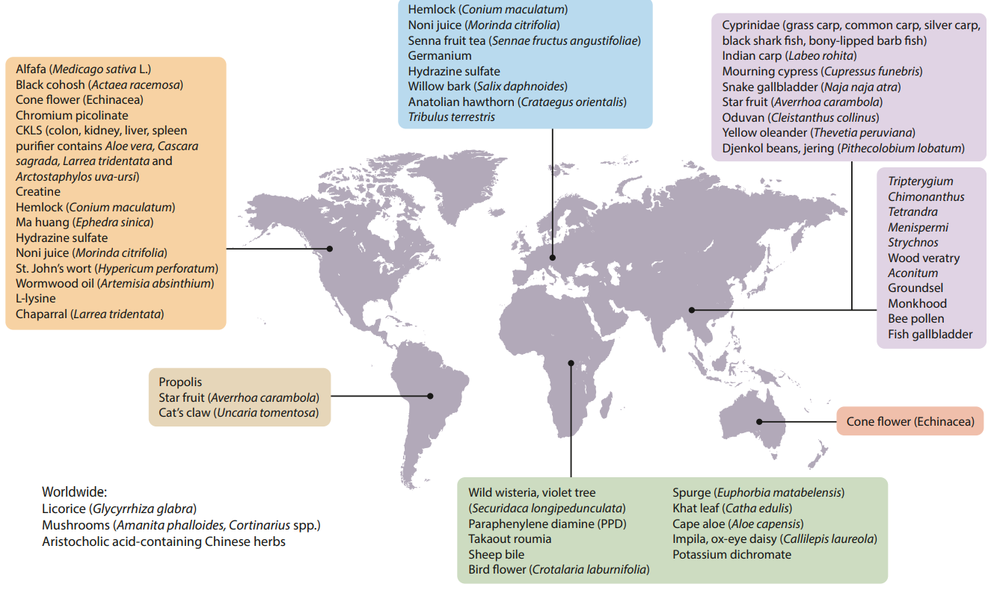 Hemlock (Conium maculatum)
Noni juice (Morinda citrifolia)
Senna fruit tea (Sennae fructus angustifoliae)
Germanium
Hydrazine sulfate
Willow bark (Salix daphnoides)
Anatolian hawthorn (Crataegus orientalis)
Tribulus terrestris
Cyprinidae (grass carp, common carp, silver carp,
black shark fish, bony-lipped barb fish)
Indian carp (Labeo rohita)
Mourning cypress (Cupressus funebris)
Snake gallbladder (Naja naja atra)
Star fruit (Averrhoa carambola)
Oduvan (Cleistanthus collinus)
Yellow oleander (Thevetia peruviana)
Djenkol beans, jering (Pithecolobium lobatum)
Alfafa (Medicago sativa L.)
Black cohosh (Actaea racemosa)
Cone flower (Echinacea)
Chromium picolinate
CKLS (colon, kidney, liver, spleen
purifier contains Aloe vera, Cascara
sagrada, Larrea tridentata and
Arctostaphylos uva-ursi)
Creatine
Hemlock (Conium maculatum)
Ma huang (Ephedra sinica)
Hydrazine sulfate
Noni juice (Morinda citrifolia)
St. John's wort (Hypericum perforatum)
Wormwood oil (Artemisia absinthium)
L-lysine
Chaparral (Larrea tridentata)
Tripterygium
Chimonanthus
Tetrandra
Menispermi
Strychnos
Wood veratry
Aconitum
Groundsel
Monkhood
Bee pollen
Fish gallbladder
Propolis
Star fruit (Averrhoa carambola)
Cat's claw (Uncaria tomentosa)
Cone flower (Echinacea)
Worldwide:
Licorice (Glycyrrhiza glabra)
Mushrooms (Amanita phalloides, Cortinarius spp.)
Aristocholic acid-containing Chinese herbs
Wild wisteria, violet tree
(Securidaca longipedunculata)
Paraphenylene diamine (PPD)
Takaout roumia
Sheep bile
Bird flower (Crotalaria laburnifolia)
Spurge (Euphorbia matabelensis)
Khat leaf (Catha edulis)
Cape aloe (Aloe capensis)
Impila, ox-eye daisy (Callilepis laureola)
Potassium dichromate